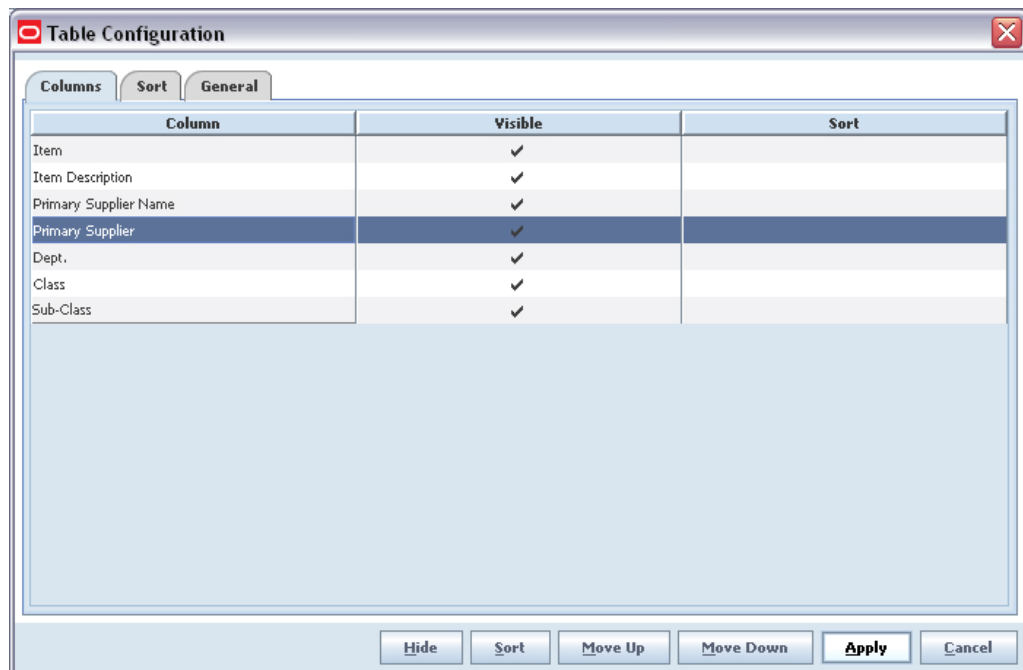 Table Configuration
Columns Sort General
Column Visible Sort
Item
Item Description
Primary Supplier Name
Primary Supplier
Dept.
Class
Sub-Class
Hide Sort Move Up Move Down Apply Cancel